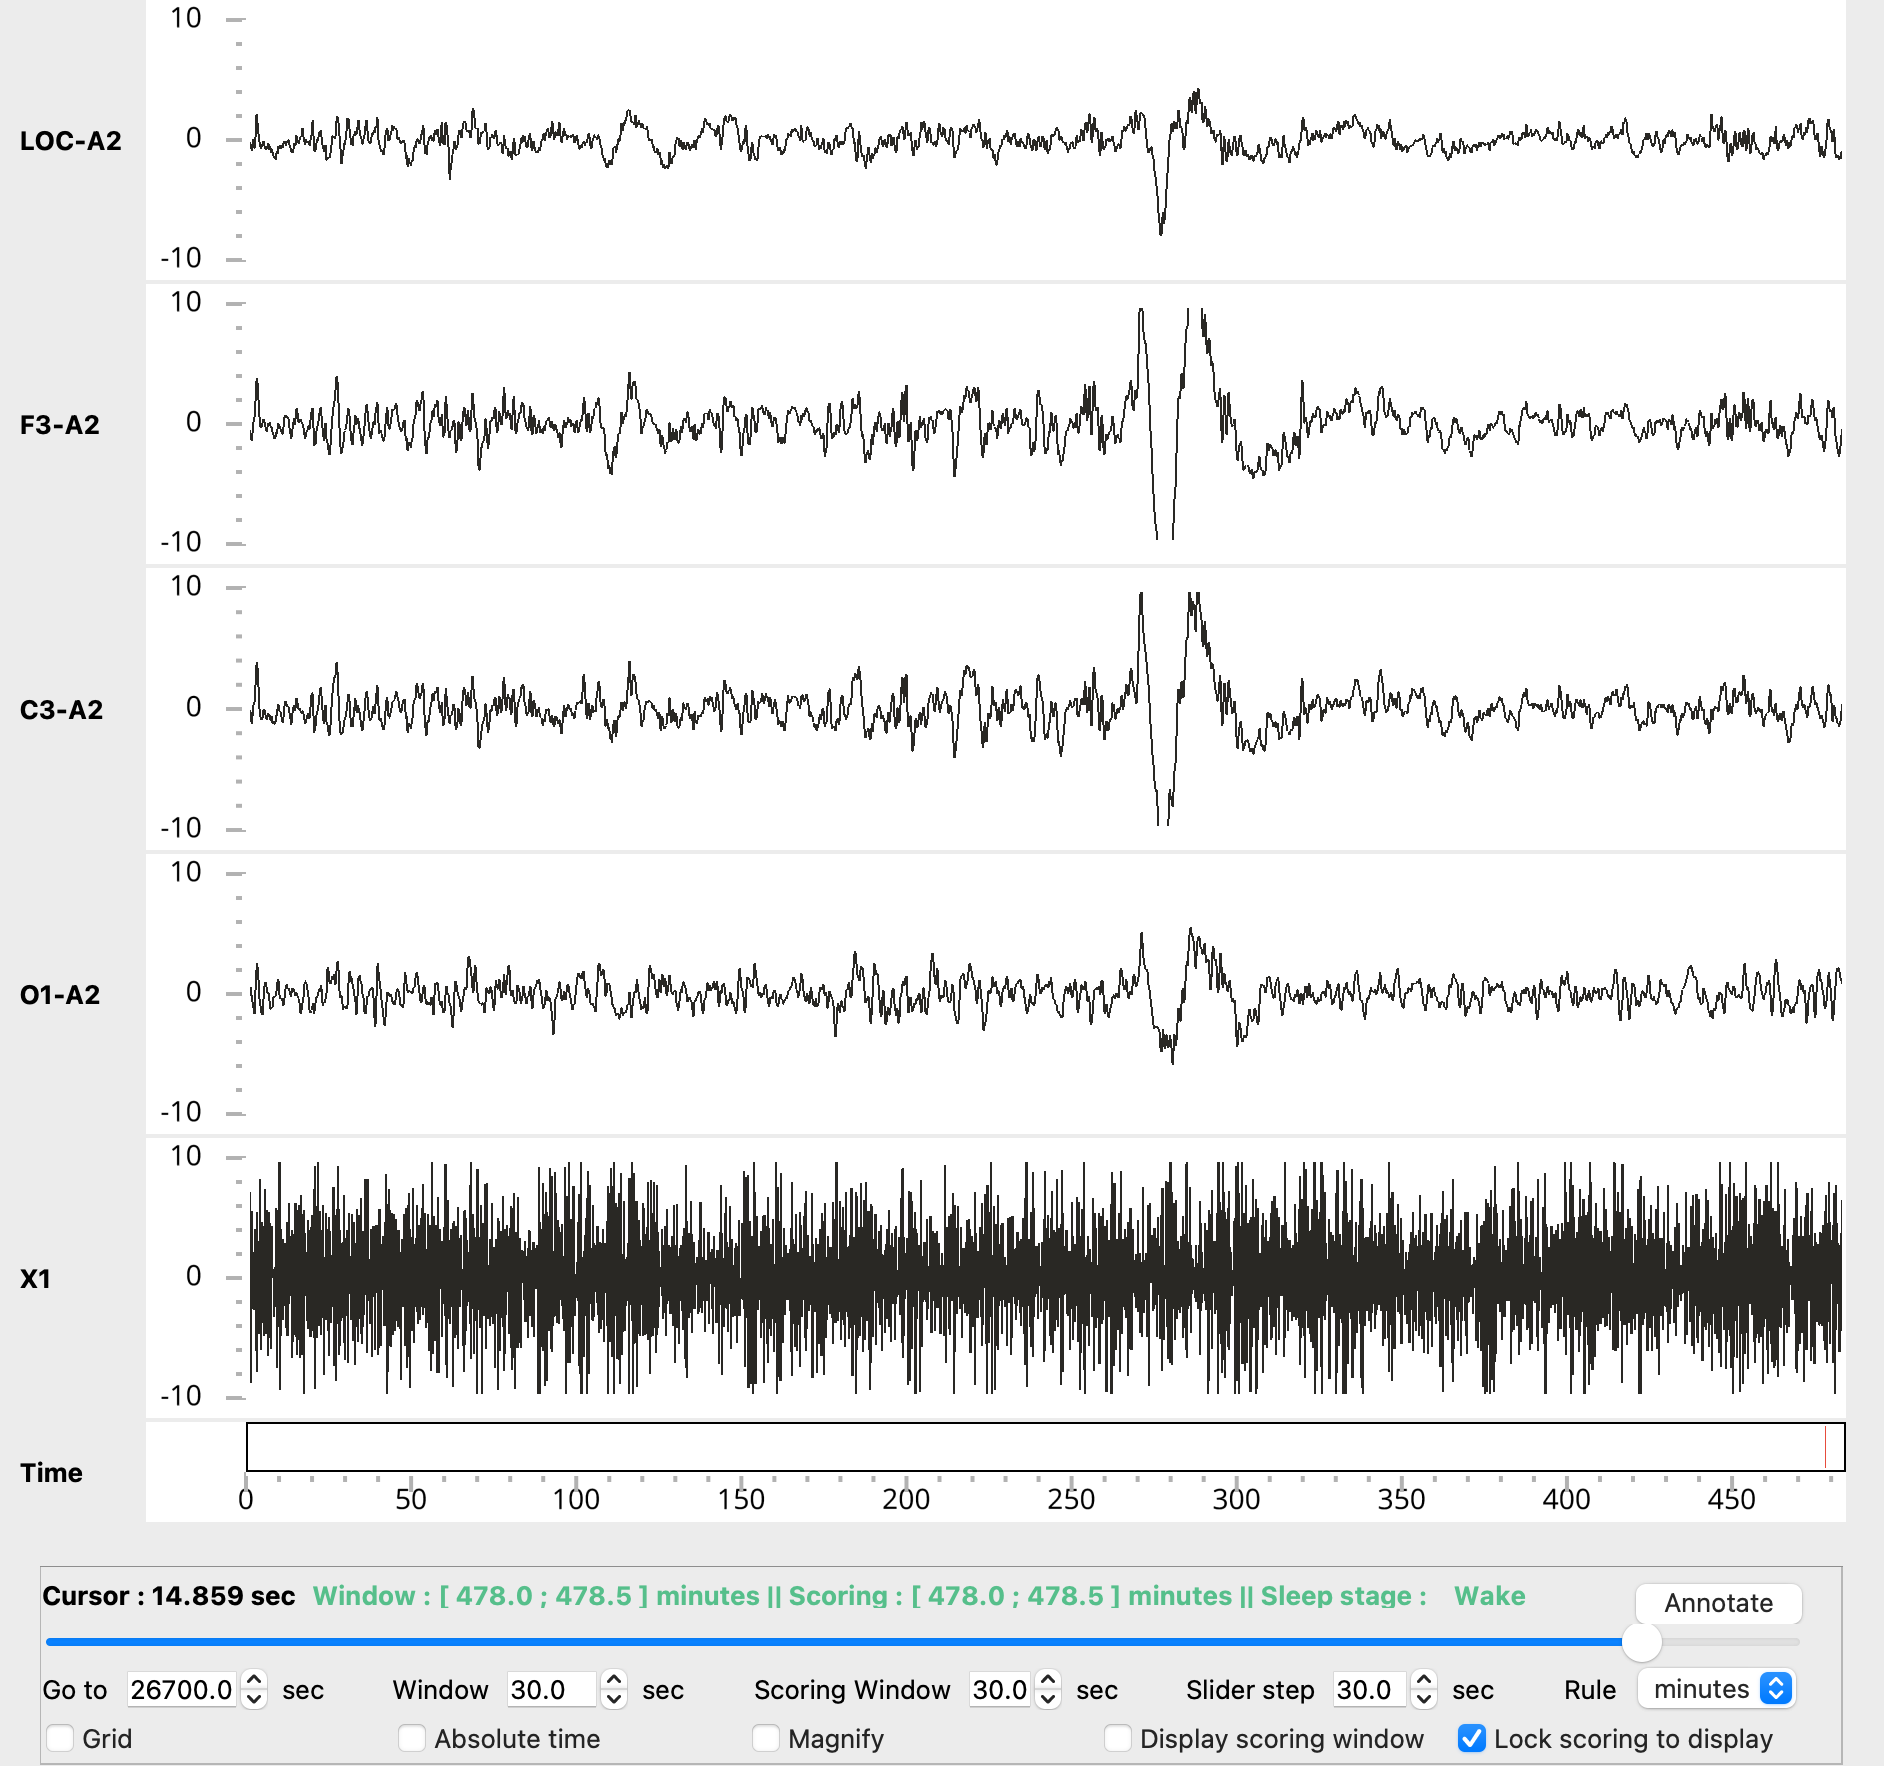 10
LOC-A2
0
-10
10
F3-A2
0
-10
10
C3-A2
0
-10
10
O1-A2
0
-10
10
X1
0
-10
Time
0 50 100 150 200 250 300 350 400 450
Cursor : 14.859 sec Window : [ 478.0 ; 478.5 ] minutes || Scoring : [ 478.0 ; 478.5 ] minutes || Sleep stage : Wake Annotate
Go to 26700.0 sec Window 30.0 sec Scoring Window 30.0 sec Slider step 30.0 sec Rule minutes
Grid Absolute time Magnify Display scoring window Lock scoring to display